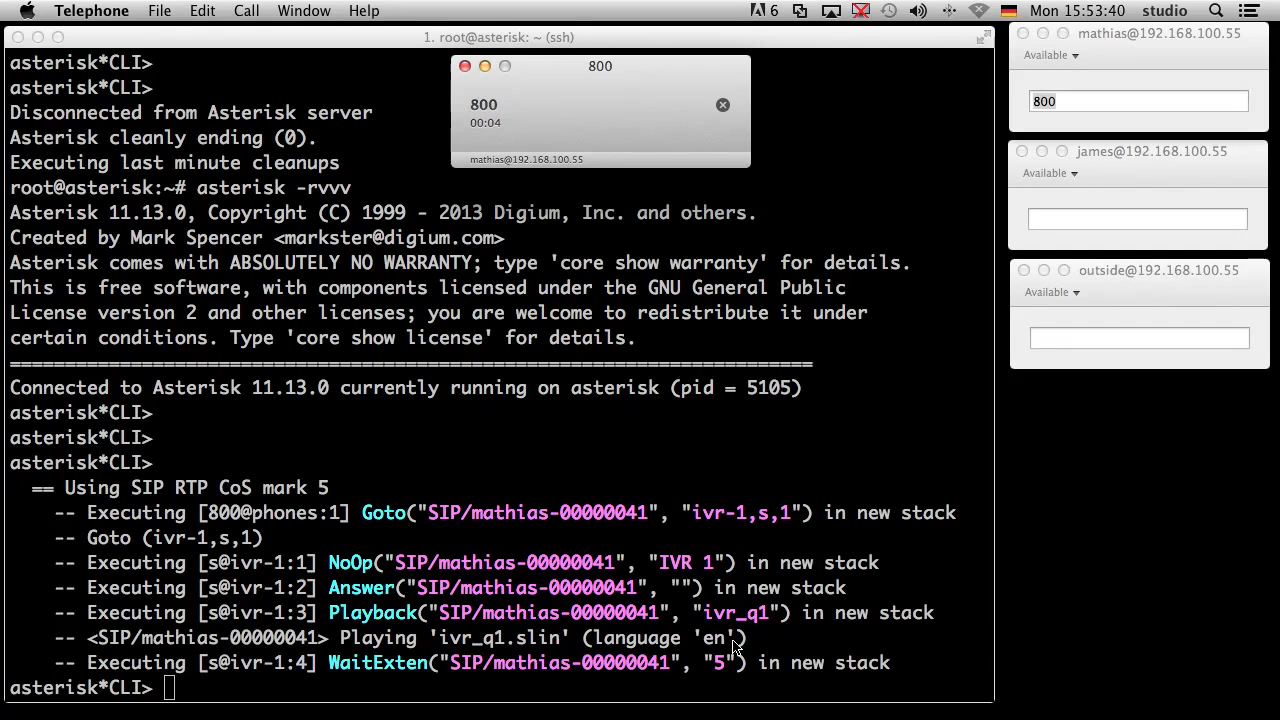 Telephone File Edit Call Window Help 6 Mon 15:53:40 studio
1. root@asterisk: ~ (ssh)
asterisk*CLI>
asterisk*CLI>
Disconnected from Asterisk server
Asterisk cleanly ending (0).
Executing last minute cleanups
root@asterisk:~# asterisk -rvvv
Asterisk 11.13.0, Copyright (C) 1999 - 2013 Digium, Inc. and others.
Created by Mark Spencer <markster@digium.com>
Asterisk comes with ABSOLUTELY NO WARRANTY; type 'core show warranty' for details.
This is free software, with components licensed under the GNU General Public
License version 2 and other licenses; you are welcome to redistribute it under
certain conditions. Type 'core show license' for details.
=========================================================================
Connected to Asterisk 11.13.0 currently running on asterisk (pid = 5105)
asterisk*CLI>
asterisk*CLI>
asterisk*CLI>
== Using SIP RTP CoS mark 5
-- Executing [800@phones:1] Goto("SIP/mathias-00000041", "ivr-1,s,1") in new stack
-- Goto (ivr-1,s,1)
-- Executing [s@ivr-1:1] NoOp("SIP/mathias-00000041", "IVR 1") in new stack
-- Executing [s@ivr-1:2] Answer("SIP/mathias-00000041", "") in new stack
-- Executing [s@ivr-1:3] Playback("SIP/mathias-00000041", "ivr_q1") in new stack
-- <SIP/mathias-00000041> Playing 'ivr_q1.slin' (language 'en')
-- Executing [s@ivr-1:4] WaitExten("SIP/mathias-00000041", "5") in new stack
asterisk*CLI>
800
800
00:04
mathias@192.168.100.55
mathias@192.168.100.55
Available
800
james@192.168.100.55
Available
outside@192.168.100.55
Available